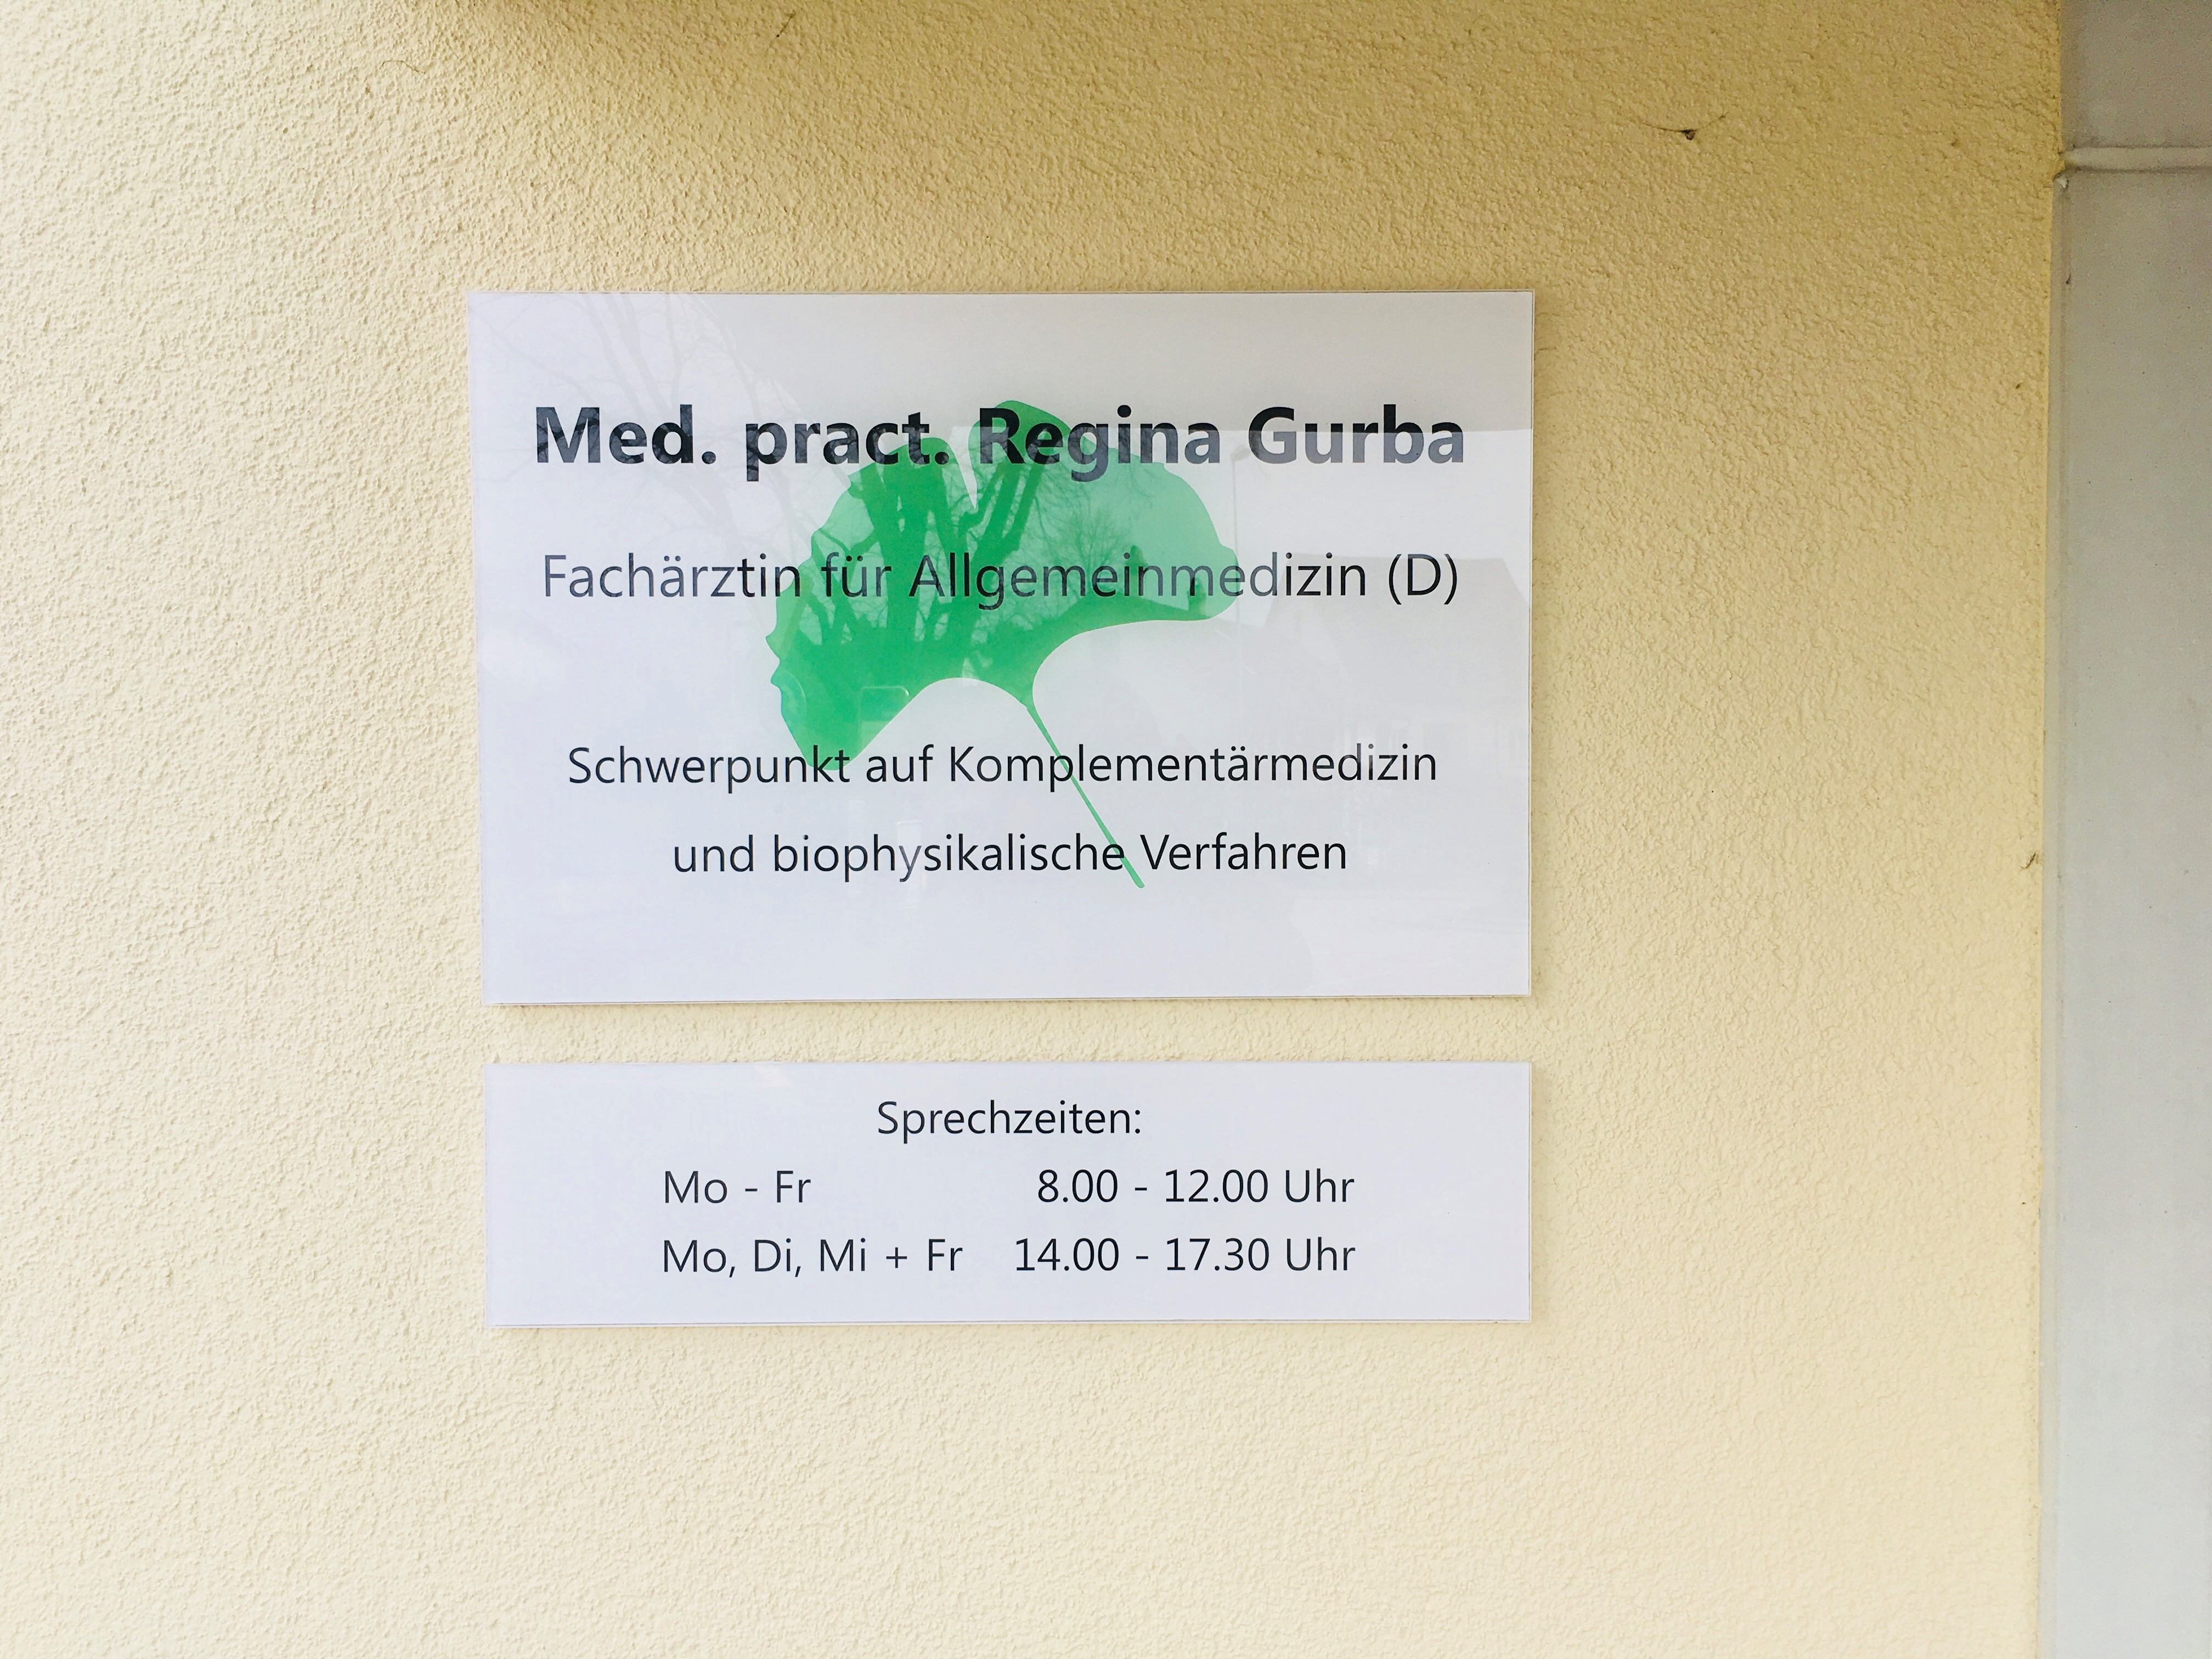 Med. pract. Regina Gurba
Fachärztin für Allgemeinmedizin (D)
Schwerpunkt auf Komplementärmedizin
und biophysikalische Verfahren
Sprechzeiten:
Mo - Fr 8.00 - 12.00 Uhr
Mo, Di, Mi + Fr 14.00 - 17.30 Uhr